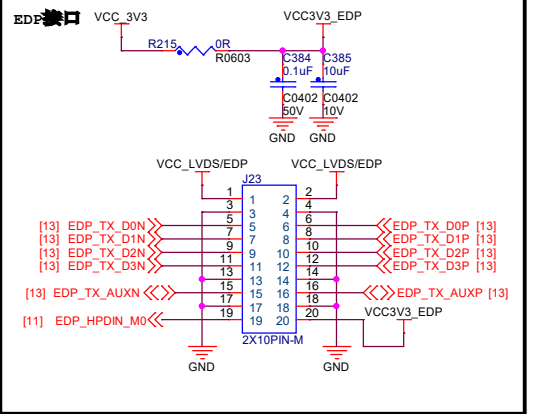 EDP接口
VCC_3V3
VCC3V3_EDP
R215
0R
R0603
C384
0.1uF
C0402
50V
C385
10uF
C0402
10V
GND
GND
VCC_LVDS/EDP
VCC_LVDS/EDP
J23
1 1 2 2
3 3 4 4
[13] EDP_TX_D0N 5 5 6 6 EDP_TX_D0P [13]
[13] EDP_TX_D1N 7 7 8 8 EDP_TX_D1P [13]
[13] EDP_TX_D2N 9 9 10 10 EDP_TX_D2P [13]
[13] EDP_TX_D3N 11 11 12 12 EDP_TX_D3P [13]
13 13 14 14
[13] EDP_TX_AUXN 15 15 16 16 EDP_TX_AUXP [13]
17 17 18 18
[11] EDP_HPDIN_M0 19 19 20 20 VCC3V3_EDP
2X10PIN-M
GND
GND